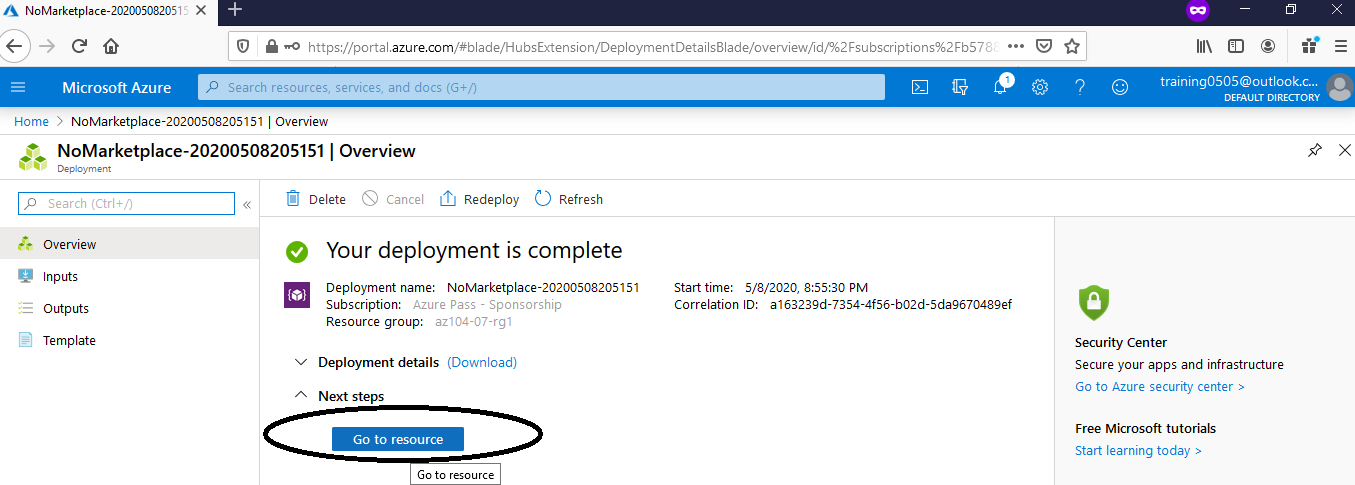 NoMarketplace-20200508205151
https://portal.azure.com/#blade/HubsExtension/DeploymentDetailsBlade/overview/id/%2Fsubscriptions%2Fb5788
Microsoft Azure
Search resources, services, and docs (G+/)
1
training0505@outlook.c...
DEFAULT DIRECTORY
Home > NoMarketplace-20200508205151 | Overview
NoMarketplace-20200508205151 | Overview
Deployment
Search (Ctrl+/)
«
Overview
Inputs
Outputs
Template
Delete
Cancel
Redeploy
Refresh
Your deployment is complete
Deployment name: NoMarketplace-20200508205151
Subscription: Azure Pass - Sponsorship
Resource group: az104-07-rg1
Start time: 5/8/2020, 8:55:30 PM
Correlation ID: a163239d-7354-4f56-b02d-5da9670489ef
Deployment details (Download)
Next steps
Go to resource
Go to resource
Security Center
Secure your apps and infrastructure
Go to Azure security center >
Free Microsoft tutorials
Start learning today >